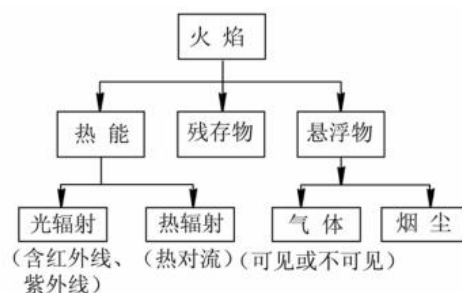 火焰
热能
残存物
悬浮物
光辐射
热辐射
气体
烟尘
(含红外线、
紫外线)
(热对流)
(可见或不可见)